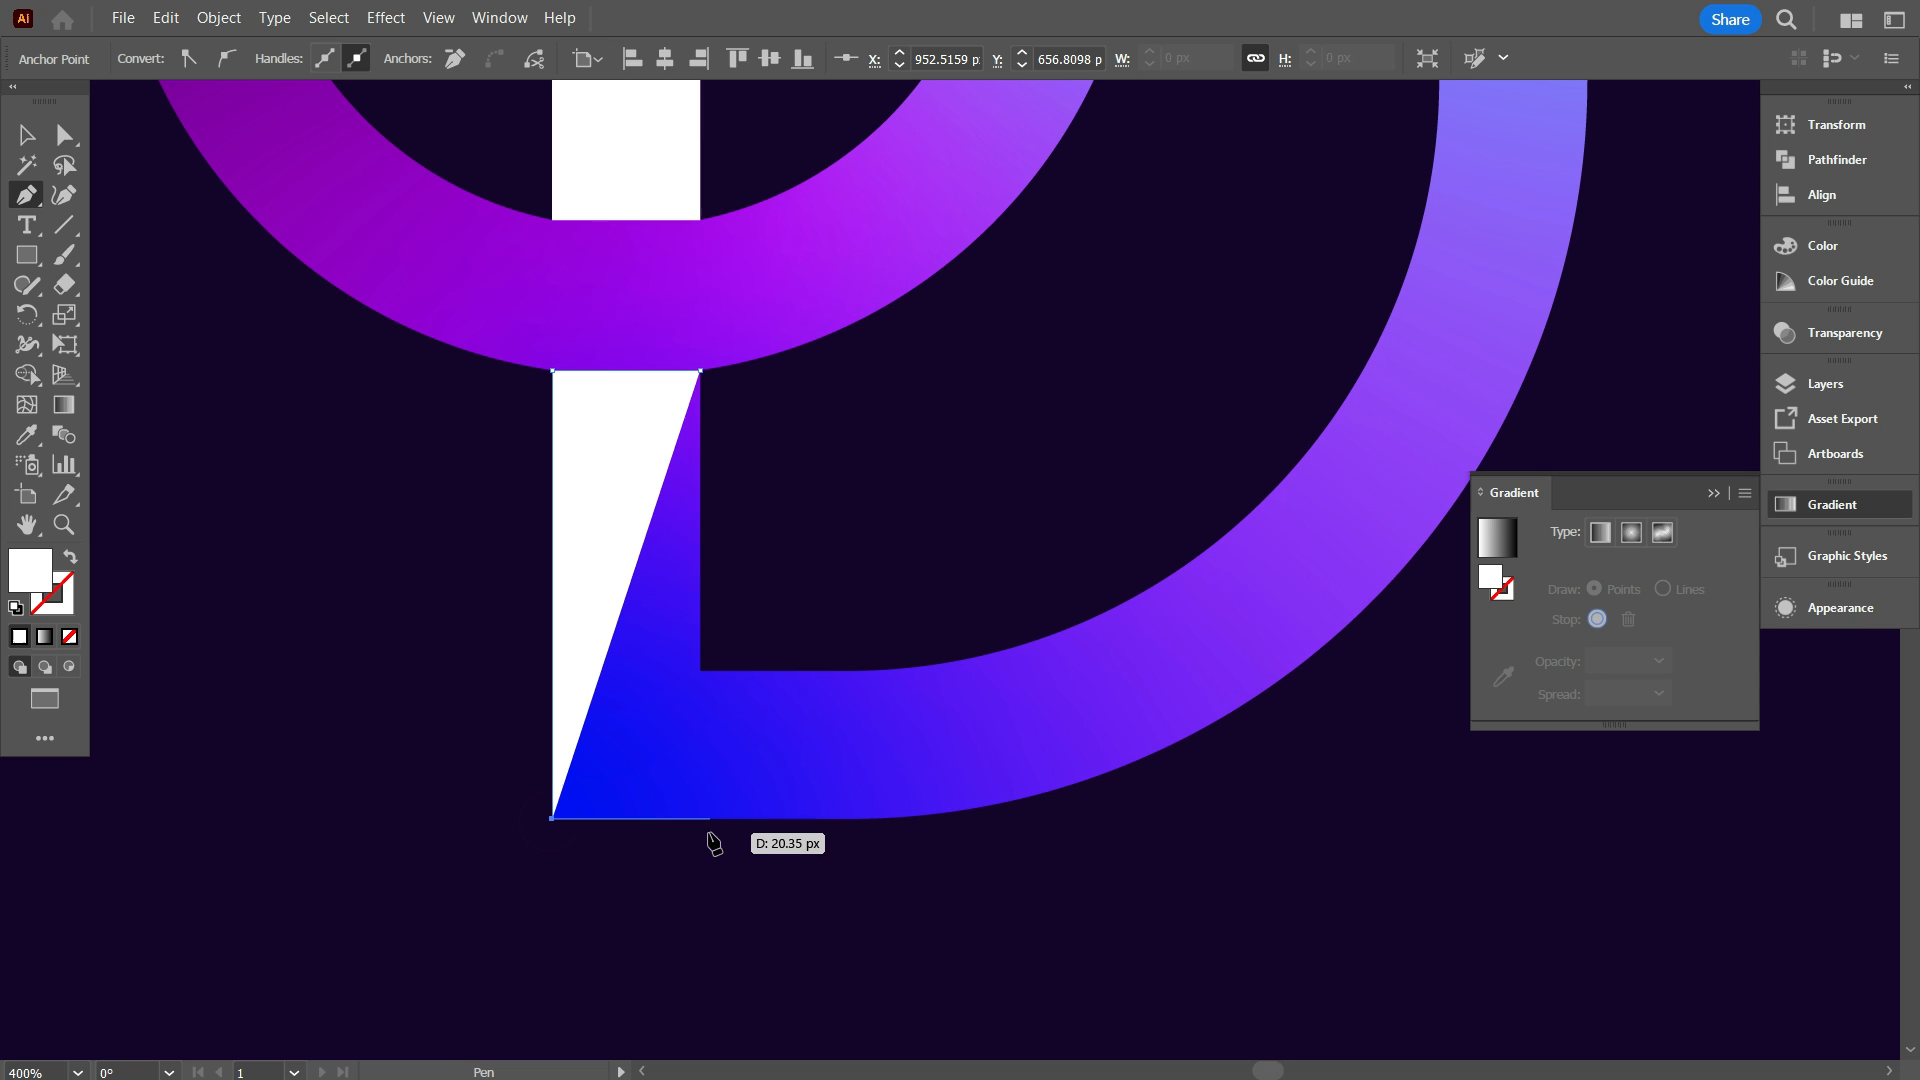 Ai File Edit Object Type Select Effect View Window Help Share
Anchor Point Convert: Handles: Anchors: X: 952.5159 p Y: 656.8098 p W: 0 px H: 0 px
Transform
Pathfinder
Align
Color
Color Guide
Transparency
Layers
Asset Export
Artboards
Gradient
Graphic Styles
Appearance
Gradient
Type:
Draw: Points Lines
Stop:
Opacity:
Spread:
D: 20.35 px
400% 0° 1 Pen